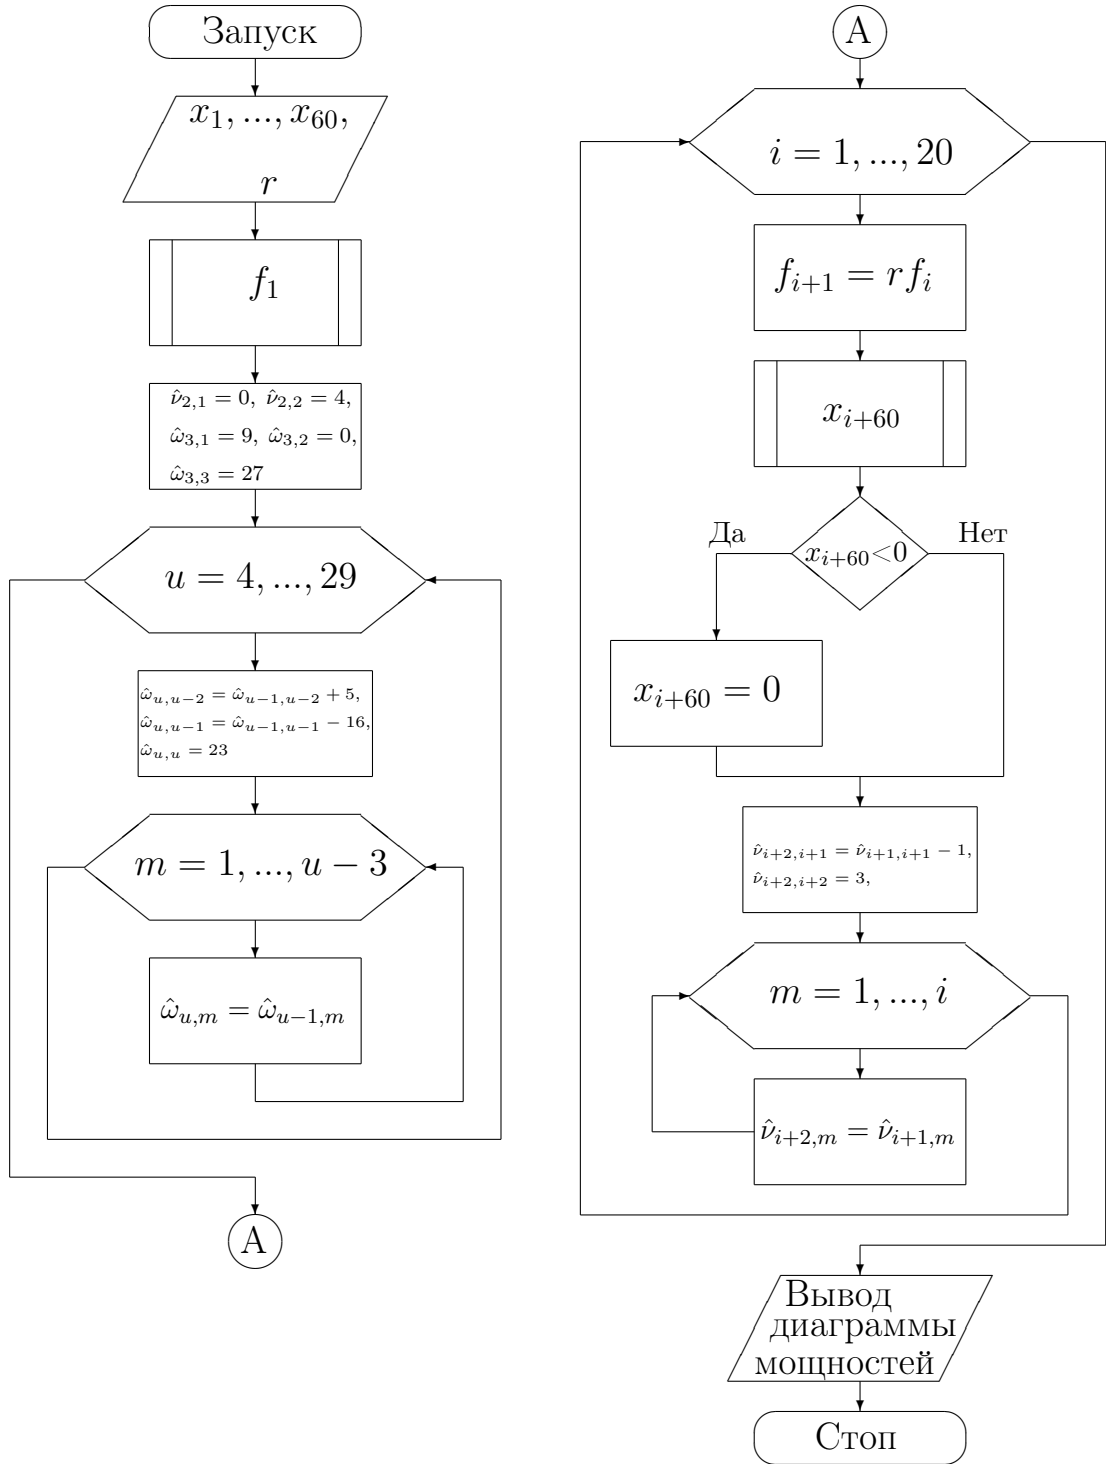 Запуск
x₁, ..., x₆₀,
r
f₁
ν̂₂,₁ = 0, ν̂₂,₂ = 4,
ω̂₃,₁ = 9, ω̂₃,₂ = 0,
ω̂₃,₃ = 27
u = 4, ..., 29
ω̂_{u,u−2} = ω̂_{u−1,u−2} + 5,
ω̂_{u,u−1} = ω̂_{u−1,u−1} − 16,
ω̂_{u,u} = 23
m = 1, ..., u − 3
ω̂_{u,m} = ω̂_{u−1,m}
A
A
i = 1, ..., 20
f_{i+1} = rf_i
x_{i+60}
Да
x_{i+60}<0
Нет
x_{i+60} = 0
ν̂_{i+2,i+1} = ν̂_{i+1,i+1} − 1,
ν̂_{i+2,i+2} = 3,
m = 1, ..., i
ν̂_{i+2,m} = ν̂_{i+1,m}
Вывод
диаграммы
мощностей
Стоп